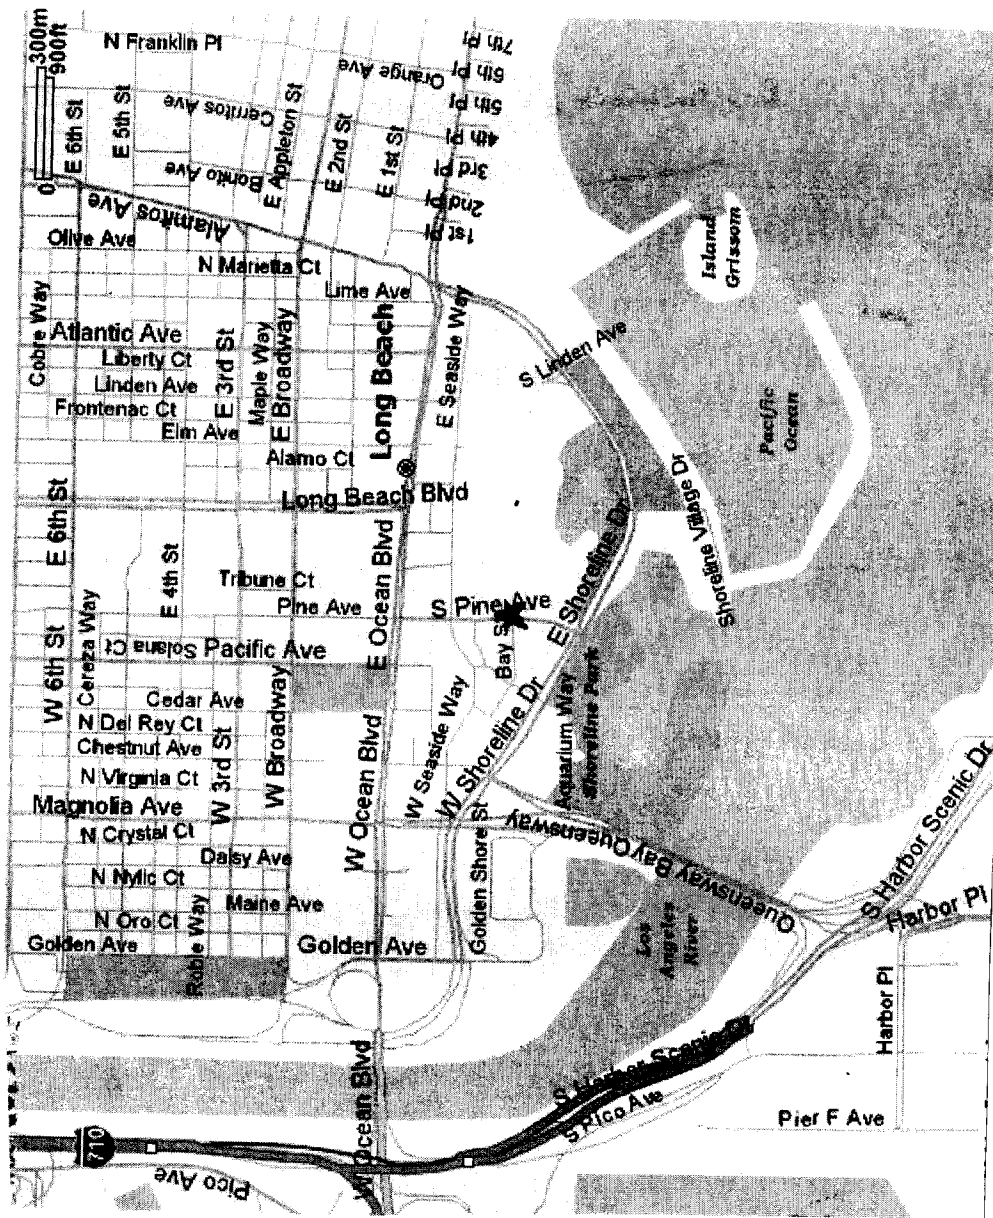 300m
900ft
0
N Franklin Pl
E 6th St
E 5th St
Cerritos Ave
Bonito Ave
E Appleton St
E 2nd St
Orange Ave
E 1st St
7th Pl
6th Pl
5th Pl
4th Pl
3rd Pl
2nd Pl
1st Pl
Alamitos Ave
Olive Ave
N Marietta Ct
Lime Ave
Island
Grissom
Cobre Way
Atlantic Ave
Liberty Ct
Linden Ave
Frontenac Ct
Elm Ave
E 3rd St
Maple Way
E Broadway
Long Beach
E Seaside Way
S Linden Ave
Alamo Ct
Long Beach Blvd
Pacific
Ocean
E 6th St
E 4th St
Tribune Ct
Pine Ave
E Ocean Blvd
S Pine Ave
E Shoreline Dr
Shoreline Village Dr
W 6th St
Cereza Way
Solana Ct
Pacific Ave
Bay S
Cedar Ave
N Del Rey Ct
Chestnut Ave
N Virginia Ct
Magnolia Ave
W 3rd St
W Broadway
W Ocean Blvd
W Seaside Way
W Shoreline Dr
Aquarium Way
Shoreline Park
N Crystal Ct
Daisy Ave
N Nylic Ct
Maine Ave
N Oro Ct
Golden Ave
Roble Way
Golden Ave
Golden Shore St
Queensway
Queensway Bay
Los
Angeles
River
S Harbor Scenic Dr
Harbor Pl
Harbor Pl
S Harbor Scenic Dr
S Pico Ave
Pier F Ave
W Ocean Blvd
710
Pico Ave